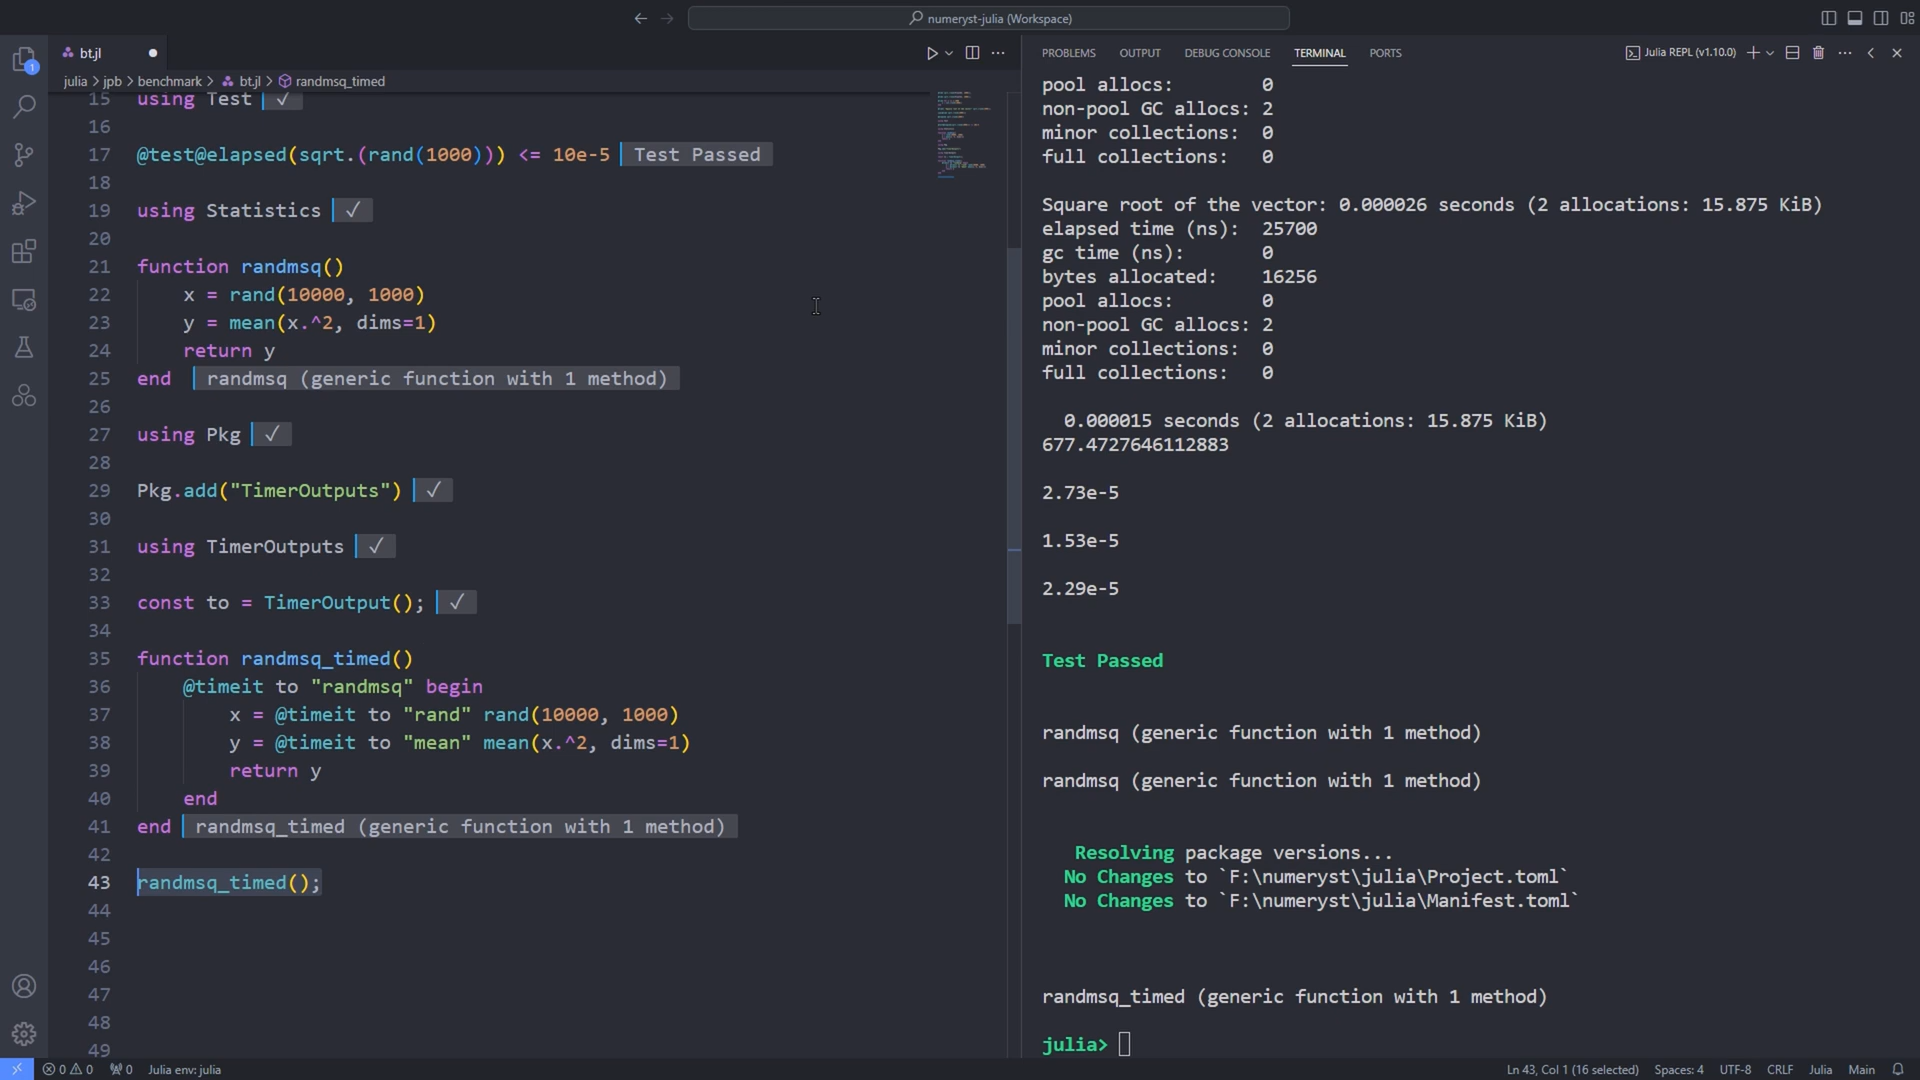 numeryst-julia (Workspace)
bt.jl
PROBLEMS OUTPUT DEBUG CONSOLE TERMINAL PORTS Julia REPL (v1.10.0)
julia > jpb > benchmark > bt.jl > randmsq_timed
1
15 using Test ✓
16
17 @test@elapsed(sqrt.(rand(1000))) <= 10e-5 Test Passed
18
19 using Statistics ✓
20
21 function randmsq()
22 x = rand(10000, 1000)
23 y = mean(x.^2, dims=1)
24 return y
25 end randmsq (generic function with 1 method)
26
27 using Pkg ✓
28
29 Pkg.add("TimerOutputs") ✓
30
31 using TimerOutputs ✓
32
33 const to = TimerOutput(); ✓
34
35 function randmsq_timed()
36 @timeit to "randmsq" begin
37 x = @timeit to "rand" rand(10000, 1000)
38 y = @timeit to "mean" mean(x.^2, dims=1)
39 return y
40 end
41 end randmsq_timed (generic function with 1 method)
42
43 randmsq_timed();
44
45
46
47
48
49
pool allocs: 0
non-pool GC allocs: 2
minor collections: 0
full collections: 0
Square root of the vector: 0.000026 seconds (2 allocations: 15.875 KiB)
elapsed time (ns): 25700
gc time (ns): 0
bytes allocated: 16256
pool allocs: 0
non-pool GC allocs: 2
minor collections: 0
full collections: 0
0.000015 seconds (2 allocations: 15.875 KiB)
677.4727646112883
2.73e-5
1.53e-5
2.29e-5
Test Passed
randmsq (generic function with 1 method)
randmsq (generic function with 1 method)
Resolving package versions...
No Changes to `F:\numeryst\julia\Project.toml`
No Changes to `F:\numeryst\julia\Manifest.toml`
randmsq_timed (generic function with 1 method)
julia>
0 0 0 Julia env: julia Ln 43, Col 1 (16 selected) Spaces: 4 UTF-8 CRLF Julia Main